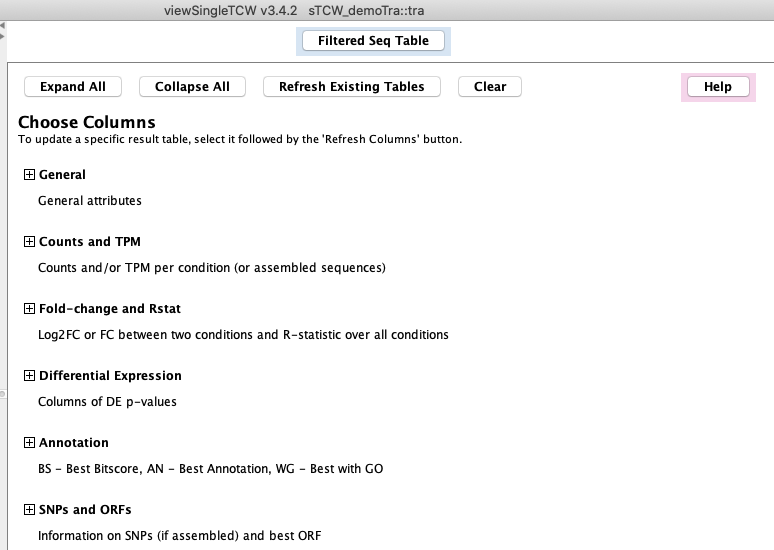 viewSingleTCW v3.4.2 sTCW_demoTra::tra
Filtered Seq Table
Expand All Collapse All Refresh Existing Tables Clear Help
Choose Columns
To update a specific result table, select it followed by the 'Refresh Columns' button.
General
General attributes
Counts and TPM
Counts and/or TPM per condition (or assembled sequences)
Fold-change and Rstat
Log2FC or FC between two conditions and R-statistic over all conditions
Differential Expression
Columns of DE p-values
Annotation
BS - Best Bitscore, AN - Best Annotation, WG - Best with GO
SNPs and ORFs
Information on SNPs (if assembled) and best ORF